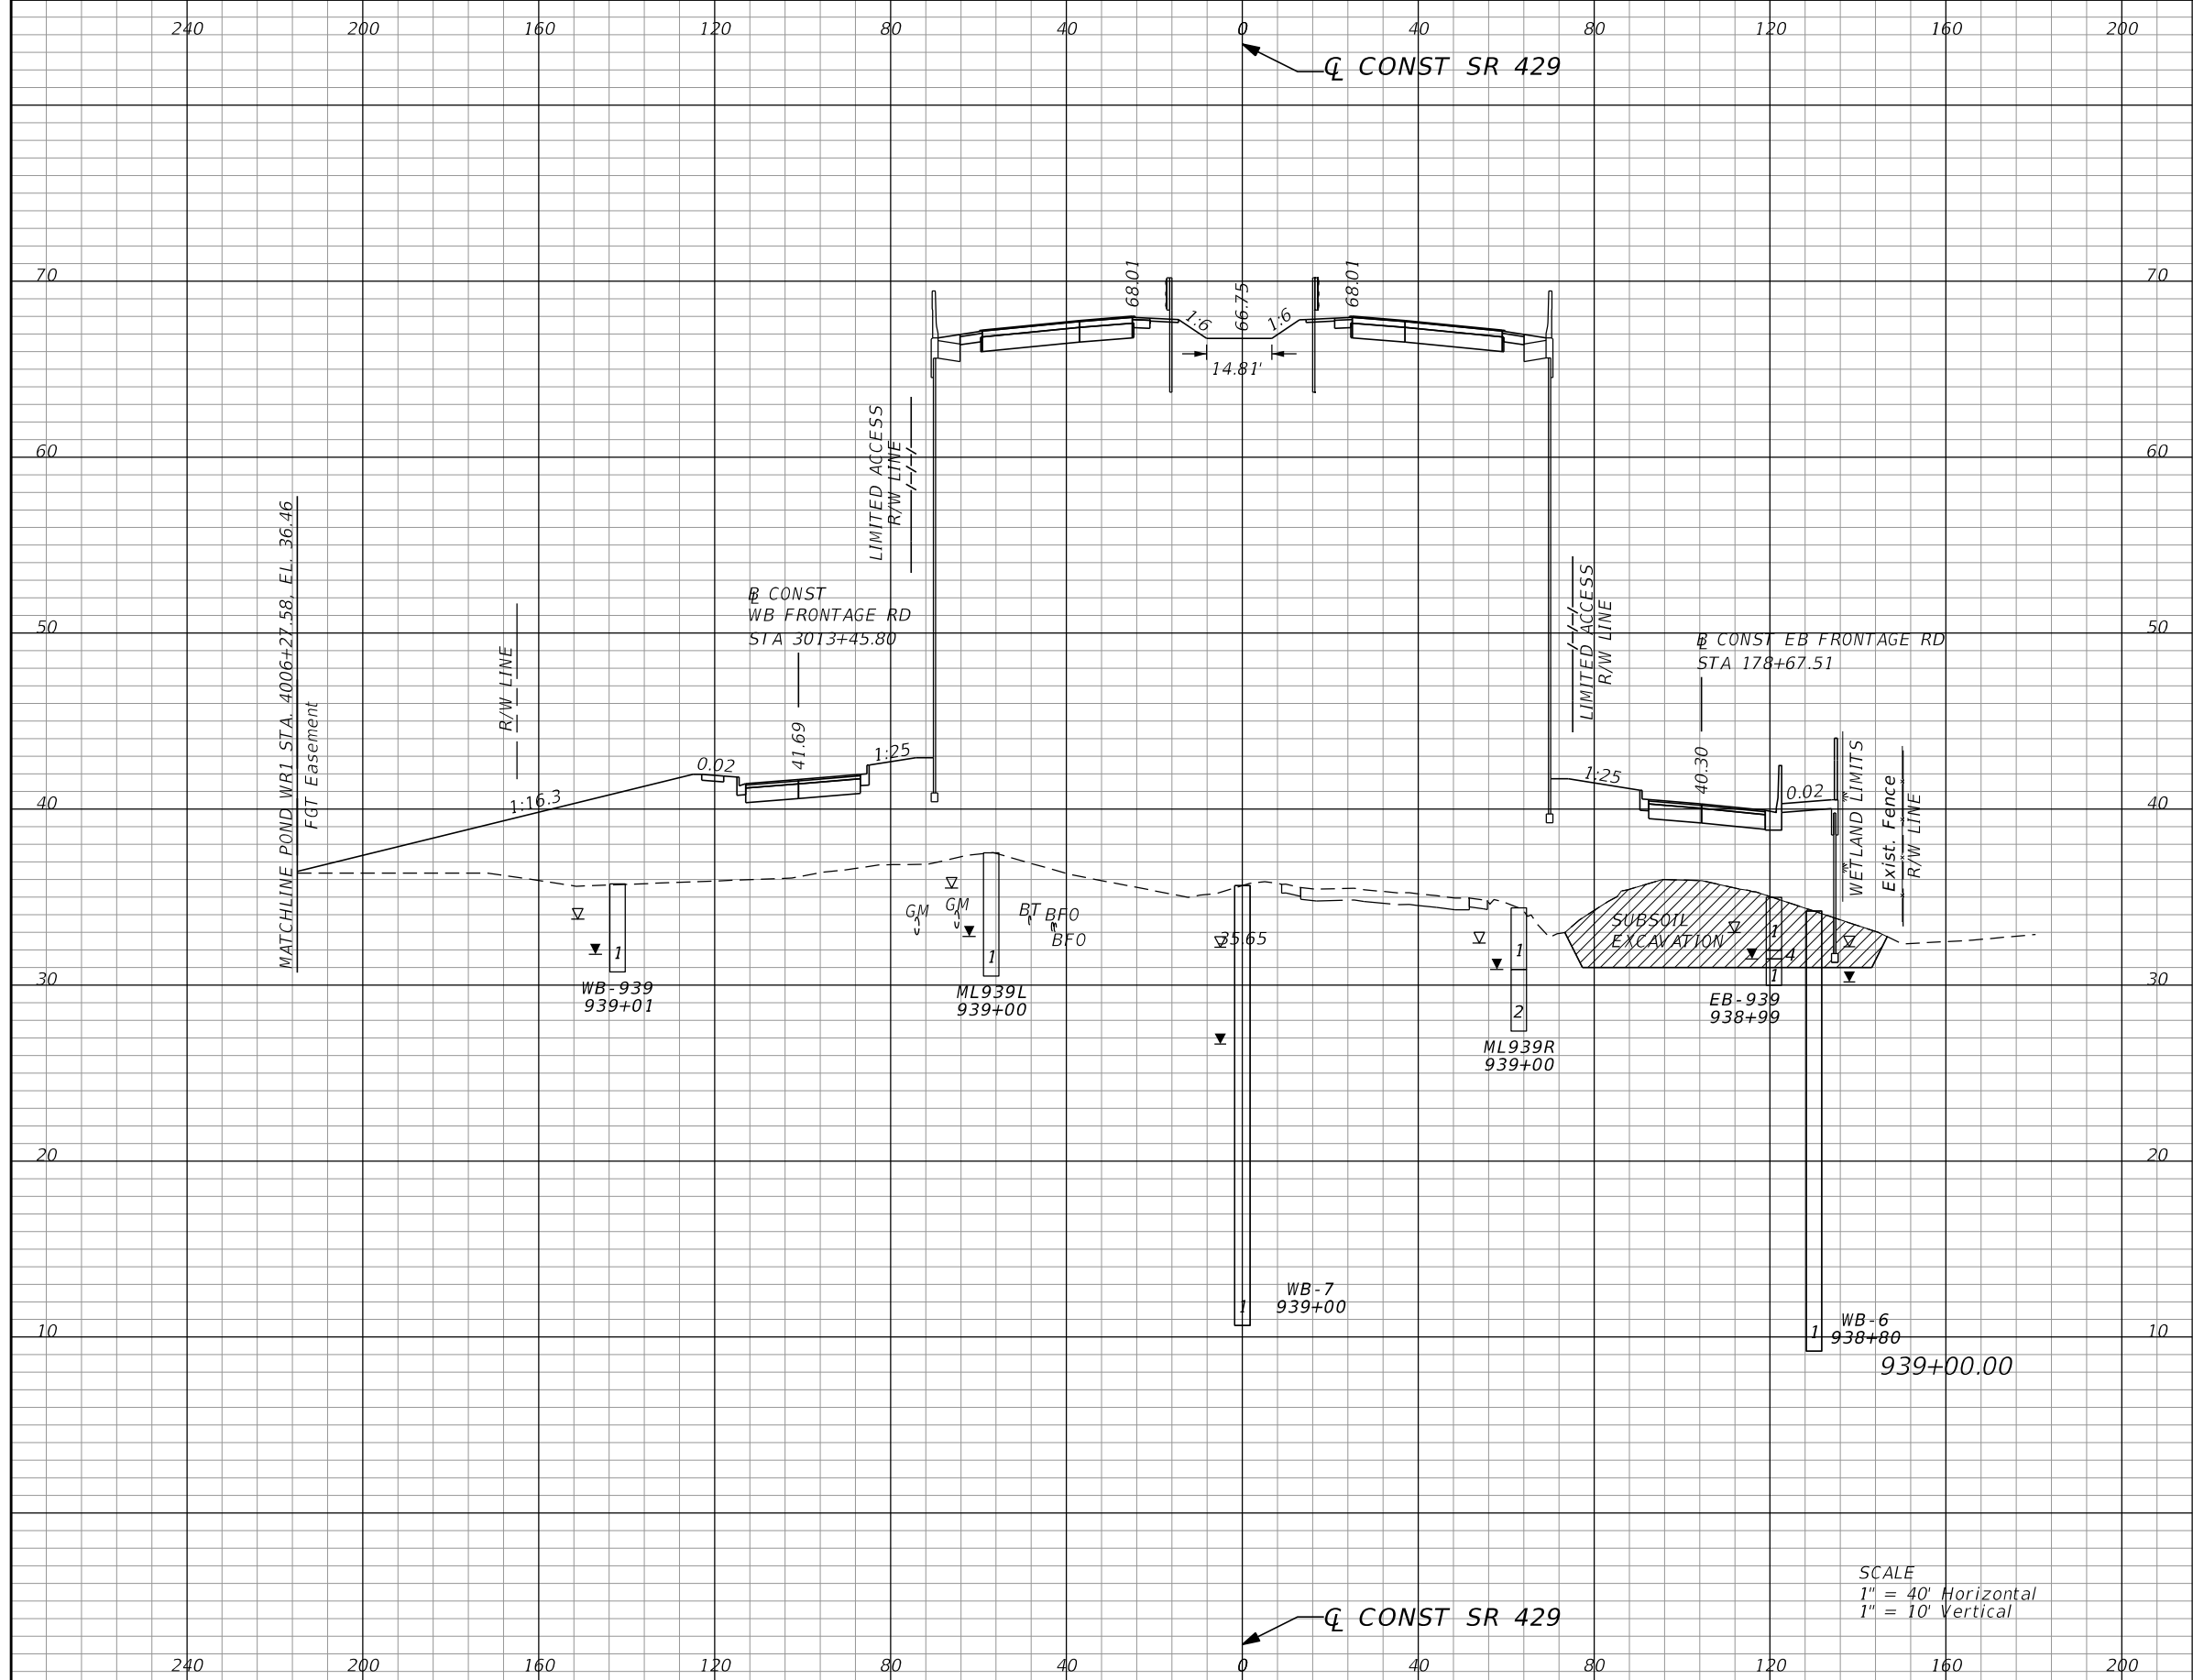 240 200 160 120 80 40 0 40 80 120 160 200
℄ CONST SR 429
70 70
68.01
66.75
68.01
1:6
1:6
14.81'
LIMITED ACCESS
R/W LINE
60 60
MATCHLINE POND WR1 STA. 4006+27.58, EL. 36.46
FGT Easement
R/W LINE
BL CONST
WB FRONTAGE RD
STA 3013+45.80
LIMITED ACCESS
R/W LINE
BL CONST EB FRONTAGE RD
STA 178+67.51
50 50
41.69
0.02
1:25
1:16.3
40.30
1:25
0.02
WETLAND LIMITS
Exist. Fence
R/W LINE
40 40
GM
GM
BT
BFO
BFO
35.65
SUBSOIL
EXCAVATION
1
1
1
1
4
1
2
30 30
WB-939
939+01
ML939L
939+00
ML939R
939+00
EB-939
938+99
20 20
WB-7
939+00
1
WB-6
938+80
1
10 10
939+00.00
SCALE
1" = 40' Horizontal
1" = 10' Vertical
℄ CONST SR 429
240 200 160 120 80 40 0 40 80 120 160 200